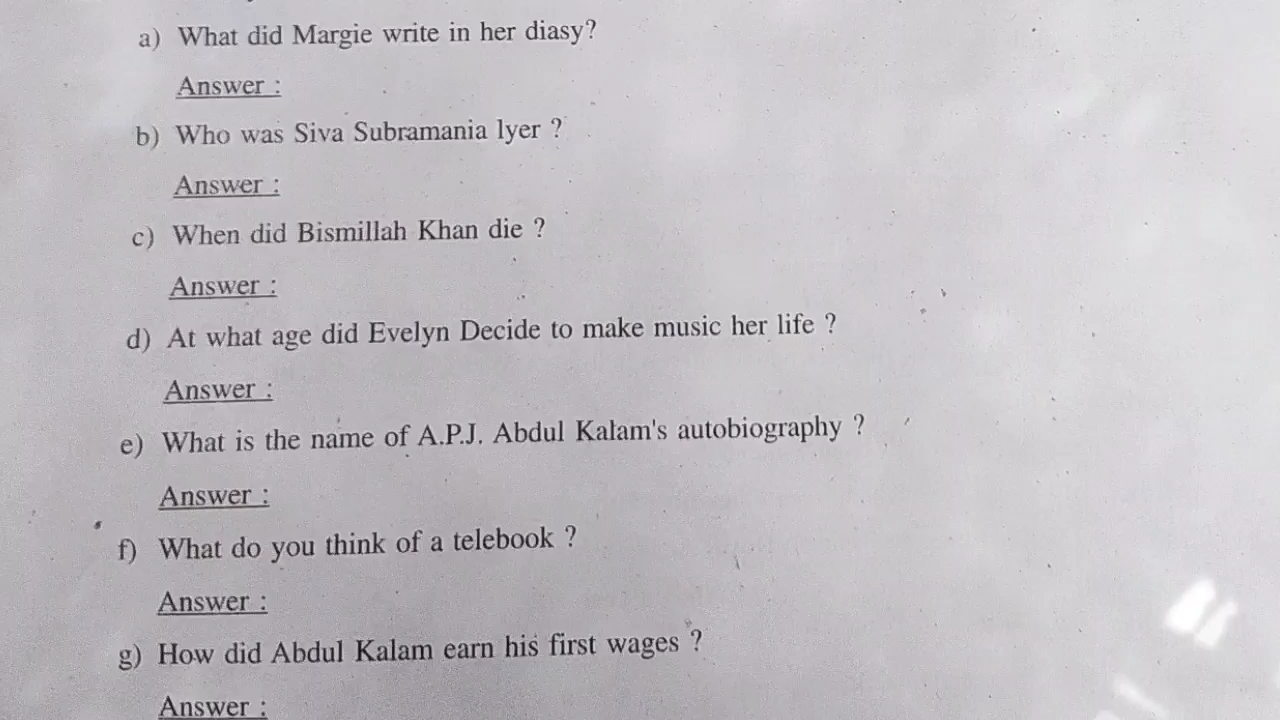 a) What did Margie write in her diasy?
Answer :
b) Who was Siva Subramania lyer ?
Answer :
c) When did Bismillah Khan die ?
Answer :
d) At what age did Evelyn Decide to make music her life ?
Answer :
e) What is the name of A.P.J. Abdul Kalam's autobiography ?
Answer :
f) What do you think of a telebook ?
Answer :
g) How did Abdul Kalam earn his first wages ?
Answer :